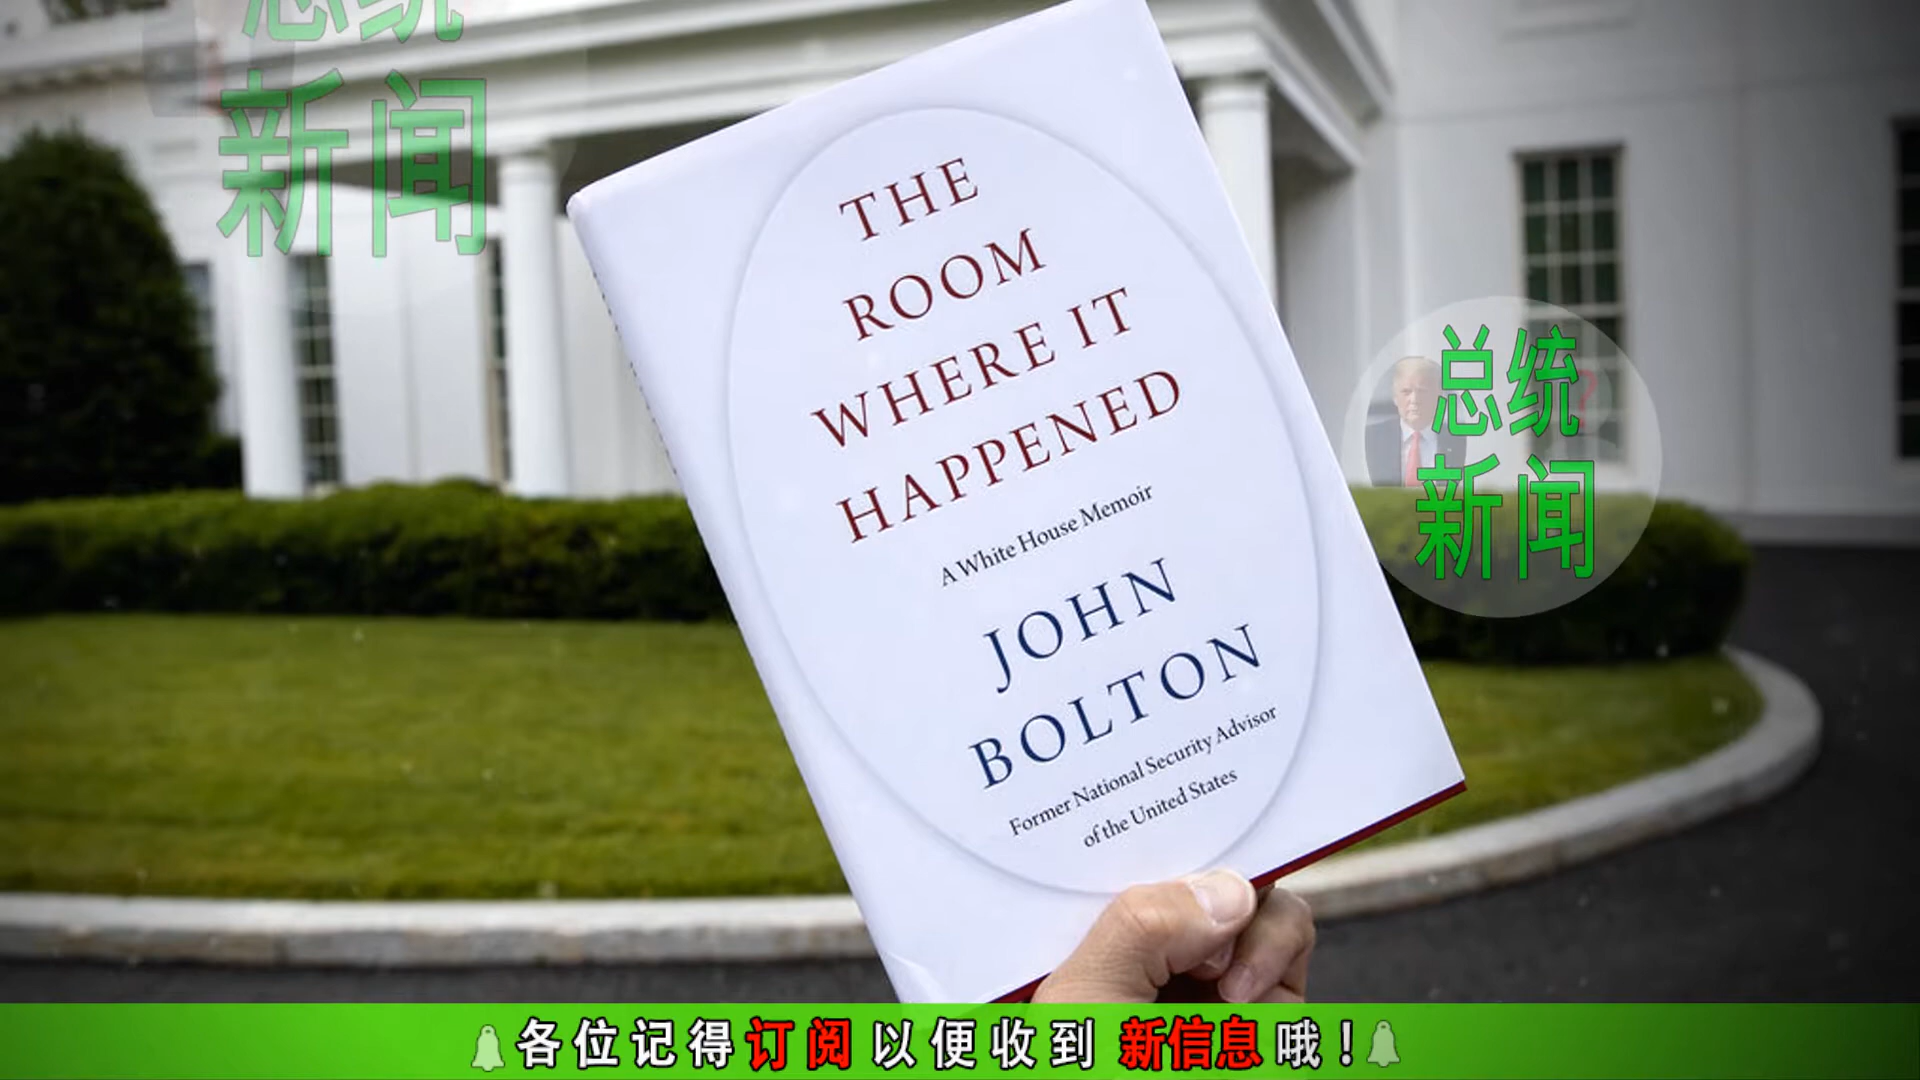 总统
新闻
THE
ROOM
WHERE IT
HAPPENED
A White House Memoir
JOHN
BOLTON
Former National Security Advisor
of the United States
总统
新闻
?
各位记得订阅以便收到 新信息哦！